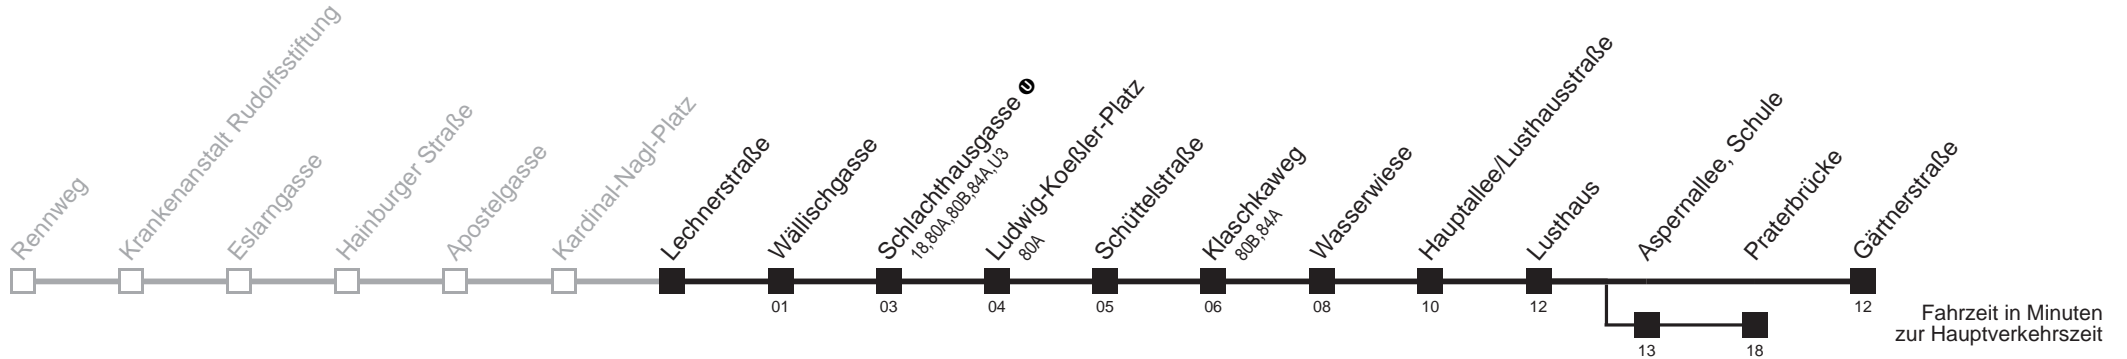 Rennweg
Krankenanstalt Rudolfsstiftung
Eslarngasse
Hainburger Straße
Apostelgasse
Kardinal-Nagl-Platz
Lechnerstraße
Wällischgasse
01
Schlachthausgasse U
18,80A,80B,84A,U3
03
Ludwig-Koeßler-Platz
80A
04
Schüttelstraße
05
Klaschkaweg
80B,84A
06
Wasserwiese
08
Hauptallee/Lusthausstraße
10
Lusthaus
12
Aspernallee, Schule
13
Praterbrücke
18
Gärtnerstraße
12
Fahrzeit in Minuten
zur Hauptverkehrszeit